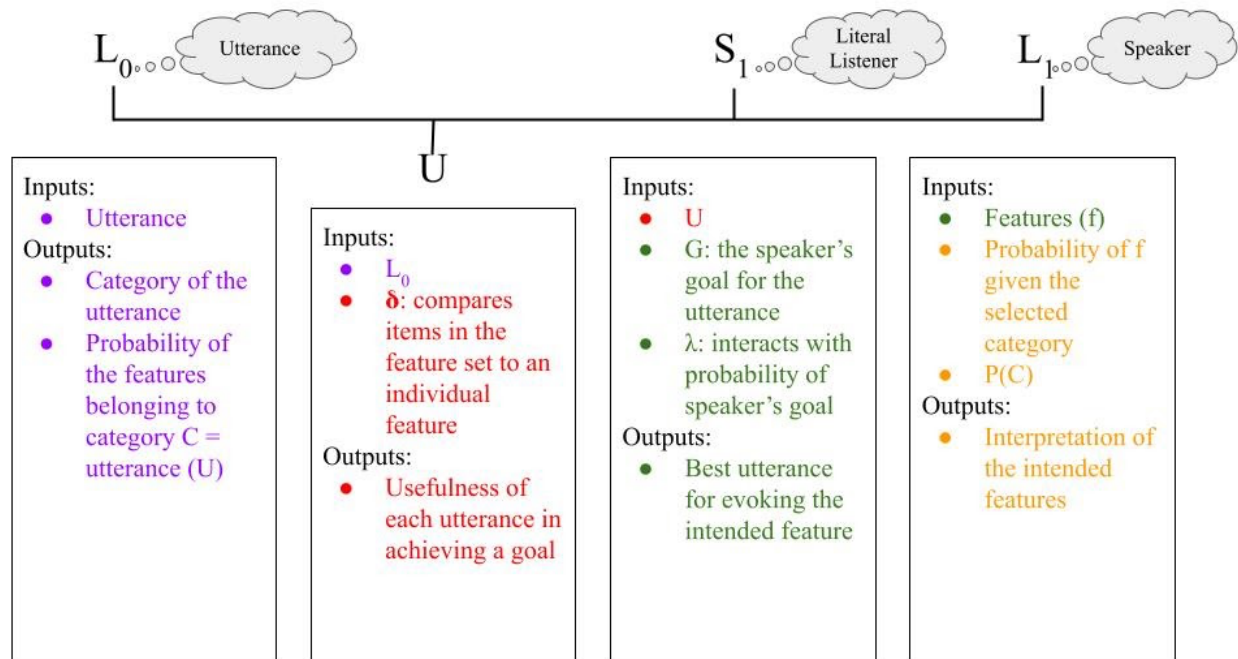 L0 Utterance
S1 Literal
Listener
L1 Speaker
U
Inputs:
● Utterance
Outputs:
● Category of the
utterance
● Probability of
the features
belonging to
category C =
utterance (U)
Inputs:
● L0
● δ: compares
items in the
feature set to an
individual
feature
Outputs:
● Usefulness of
each utterance in
achieving a goal
Inputs:
● U
● G: the speaker’s
goal for the
utterance
● λ: interacts with
probability of
speaker’s goal
Outputs:
● Best utterance
for evoking the
intended feature
Inputs:
● Features (f)
● Probability of f
given the
selected
category
● P(C)
Outputs:
● Interpretation of
the intended
features